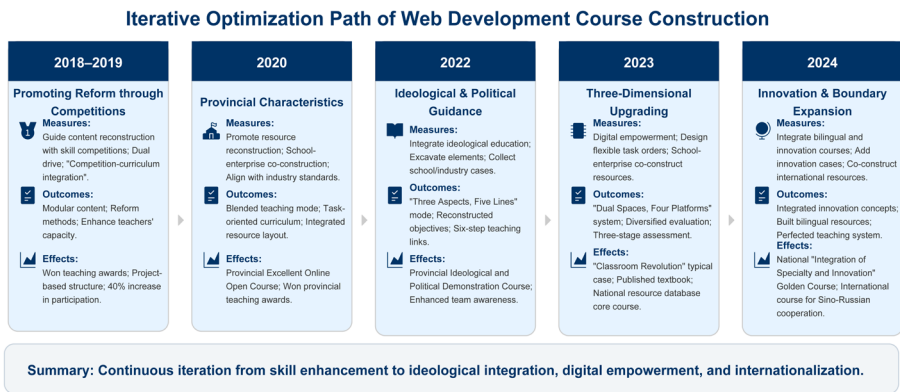 Iterative Optimization Path of Web Development Course Construction
2018–2019
Promoting Reform through
Competitions
Measures:
Guide content reconstruction
with skill competitions; Dual
drive; "Competition-curriculum
integration".
Outcomes:
Modular content; Reform
methods; Enhance teachers'
capacity.
Effects:
Won teaching awards; Project-
based structure; 40% increase
in participation.
2020
Provincial Characteristics
Measures:
Promote resource
reconstruction; School-
enterprise co-construction;
Align with industry standards.
Outcomes:
Blended teaching mode; Task-
oriented curriculum; Integrated
resource layout.
Effects:
Provincial Excellent Online
Open Course; Won provincial
teaching awards.
2022
Ideological & Political
Guidance
Measures:
Integrate ideological education;
Excavate elements; Collect
school/industry cases.
Outcomes:
"Three Aspects, Five Lines"
mode; Reconstructed
objectives; Six-step teaching
links.
Effects:
Provincial Ideological and
Political Demonstration Course;
Enhanced team awareness.
2023
Three-Dimensional
Upgrading
Measures:
Digital empowerment; Design
flexible task orders; School-
enterprise co-construct
resources.
Outcomes:
"Dual Spaces, Four Platforms"
system; Diversified evaluation;
Three-stage assessment.
Effects:
"Classroom Revolution" typical
case; Published textbook;
National resource database
core course.
2024
Innovation & Boundary
Expansion
Measures:
Integrate bilingual and
innovation courses; Add
innovation cases; Co-construct
international resources.
Outcomes:
Integrated innovation concepts;
Built bilingual resources;
Perfected teaching system.
Effects:
National "Integration of
Specialty and Innovation"
Golden Course; International
course for Sino-Russian
cooperation.
Summary: Continuous iteration from skill enhancement to ideological integration, digital empowerment, and internationalization.